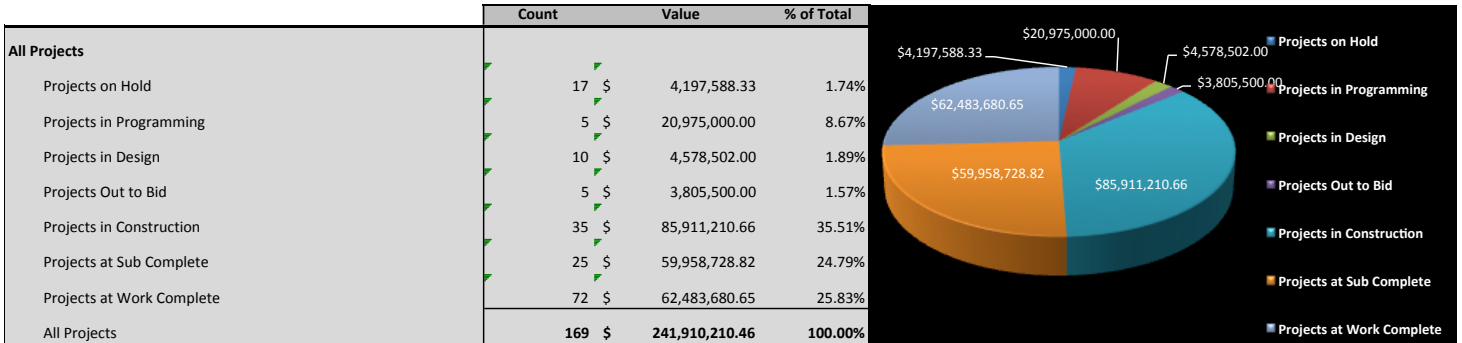 Count Value % of Total
All Projects
Projects on Hold 17 $ 4,197,588.33 1.74%
Projects in Programming 5 $ 20,975,000.00 8.67%
Projects in Design 10 $ 4,578,502.00 1.89%
Projects Out to Bid 5 $ 3,805,500.00 1.57%
Projects in Construction 35 $ 85,911,210.66 35.51%
Projects at Sub Complete 25 $ 59,958,728.82 24.79%
Projects at Work Complete 72 $ 62,483,680.65 25.83%
All Projects 169 $ 241,910,210.46 100.00%
$20,975,000.00
$4,197,588.33
$4,578,502.00
$3,805,500.00
$62,483,680.65
$59,958,728.82
$85,911,210.66
Projects on Hold
Projects in Programming
Projects in Design
Projects Out to Bid
Projects in Construction
Projects at Sub Complete
Projects at Work Complete